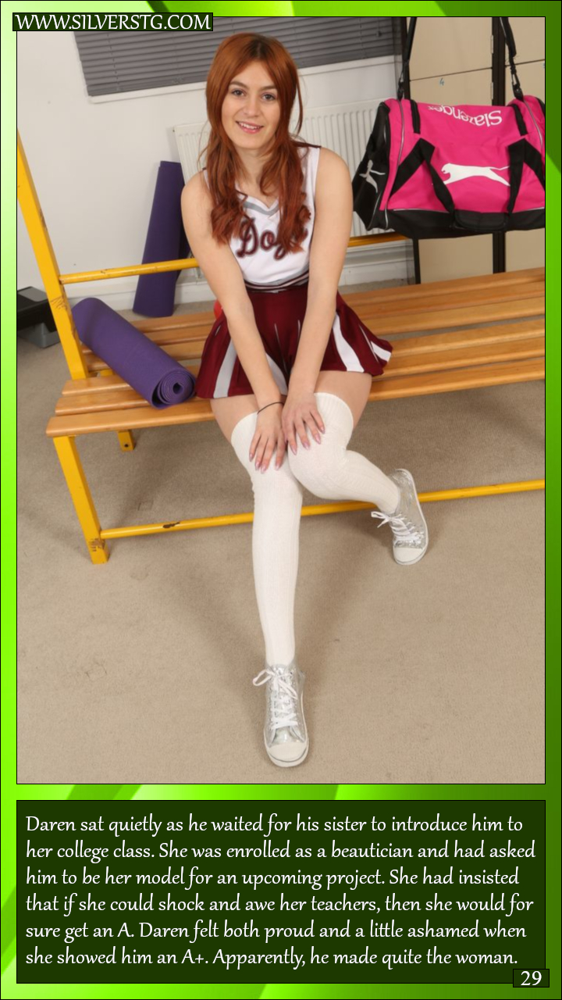 WWW.SILVERSTG.COM
4
Slazenger
Dogs
Daren sat quietly as he waited for his sister to introduce him to
her college class. She was enrolled as a beautician and had asked
him to be her model for an upcoming project. She had insisted
that if she could shock and awe her teachers, then she would for
sure get an A. Daren felt both proud and a little ashamed when
she showed him an A+. Apparently, he made quite the woman.
29